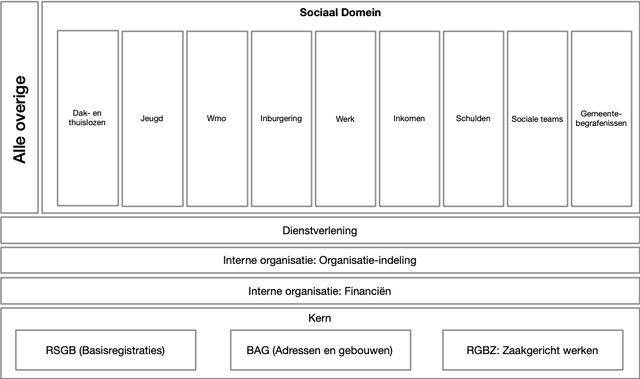 Alle overige
Sociaal Domein
Dak- en
thuislozen
Jeugd
Wmo
Inburgering
Werk
Inkomen
Schulden
Sociale teams
Gemeente-
begrafenissen
Dienstverlening
Interne organisatie: Organisatie-indeling
Interne organisatie: Financiën
Kern
RSGB (Basisregistraties)
BAG (Adressen en gebouwen)
RGBZ: Zaakgericht werken